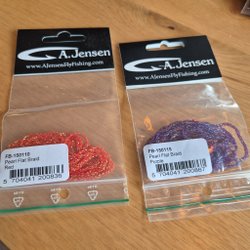 A.Jensen
www.AJensenFlyFishing.com
FB-150110
Pearl Flat Braid
Red
5 704041 200836
A.Jensen
www.AJensenFlyFishing.com
FB-150115
Pearl Flat Braid
Purple
5 704041 200867